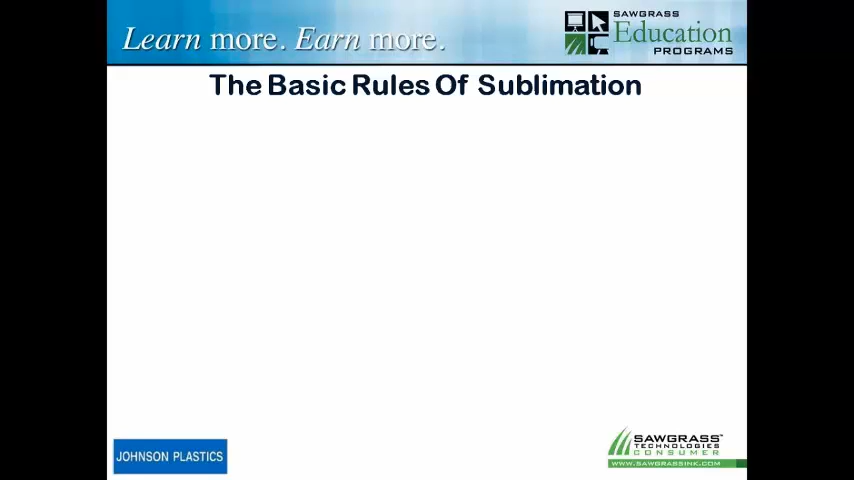 Learn more. Earn more.
SAWGRASS
Education
PROGRAMS
The Basic Rules Of Sublimation
JOHNSON PLASTICS
SAWGRASS™
TECHNOLOGIES
CONSUMER
WWW.SAWGRASSINK.COM